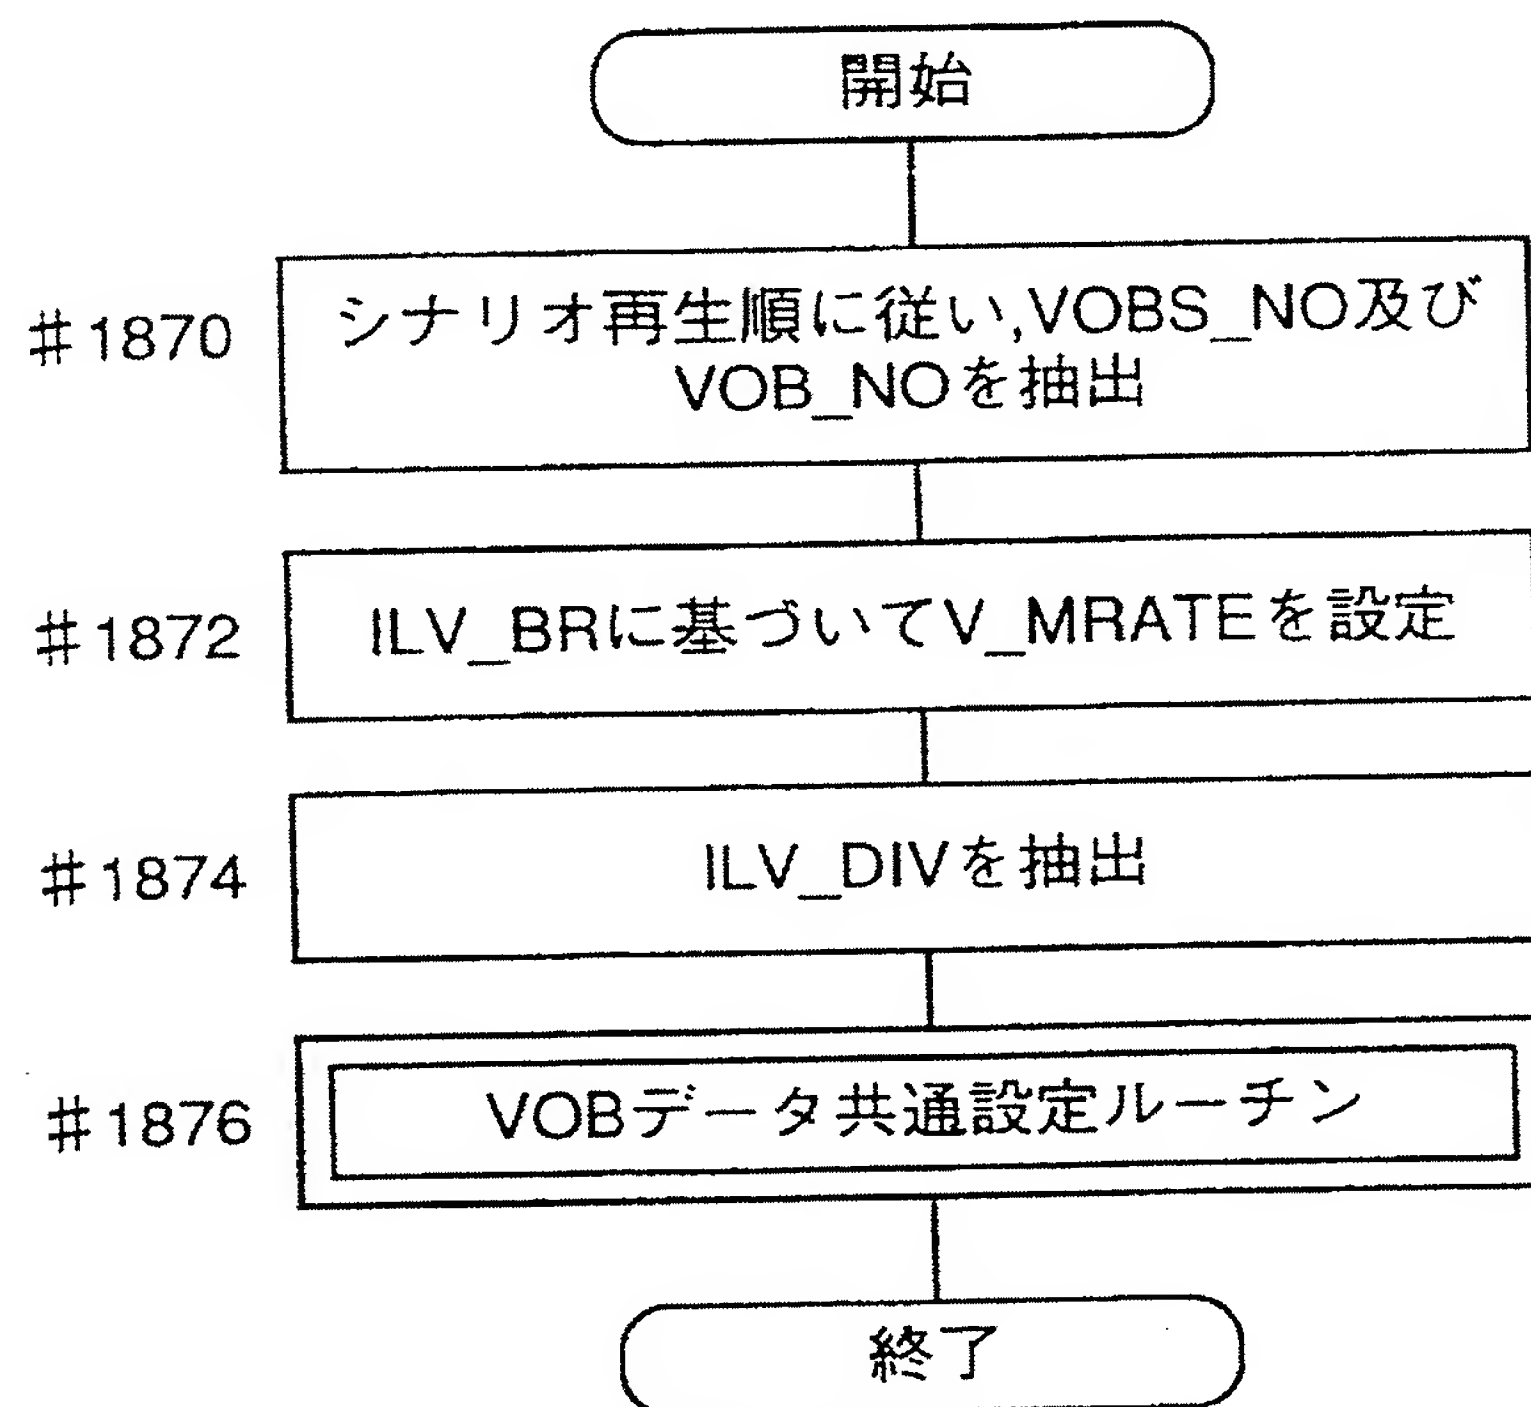 開始
#1870
シナリオ再生順に従い,VOBS_NO及び
VOB_NOを抽出
#1872
ILV_BRに基づいてV_MRATEを設定
#1874
ILV_DIVを抽出
#1876
VOBデータ共通設定ルーチン
終了